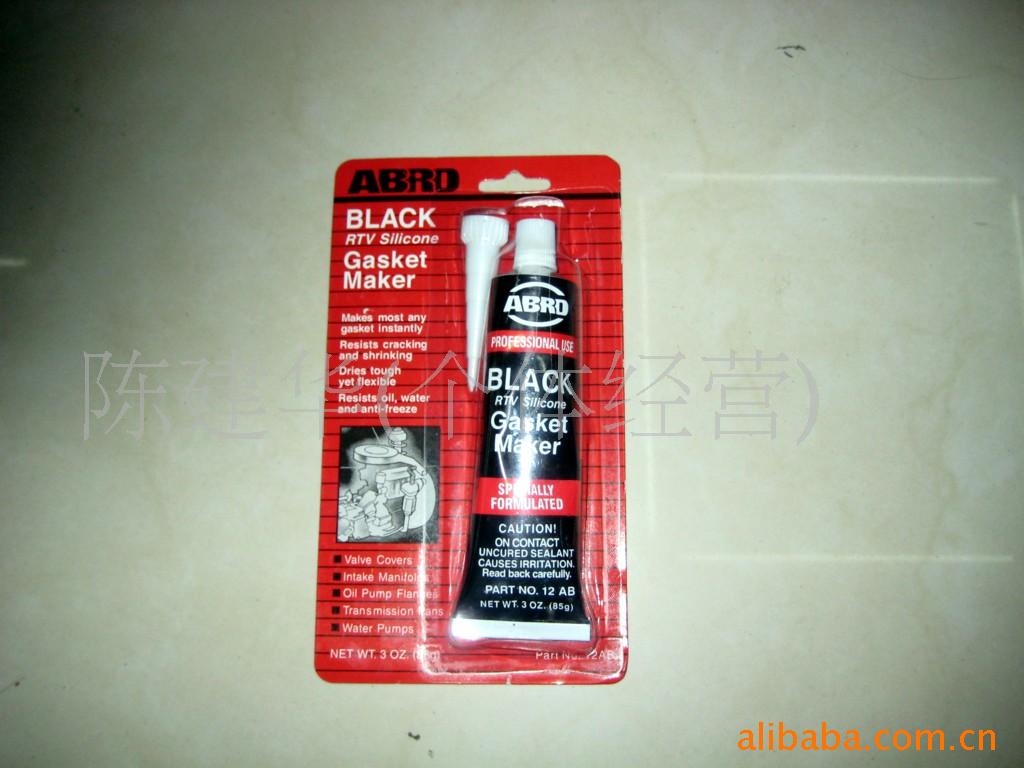 ABRO
BLACK
RTV Silicone
Gasket
Maker
Makes most any
gasket instantly
Resists cracking
and shrinking
Dries tough
yet flexible
Resists oil, water
and anti-freeze
Valve Covers
Intake Manifolds
Oil Pump Flanges
Transmission Pans
Water Pumps
NET WT. 3 OZ. (85g)
Part No. 12AB
ABRO
PROFESSIONAL USE
BLACK
RTV Silicone
Gasket
Maker
SPECIALLY
FORMULATED
CAUTION!
ON CONTACT
UNCURED SEALANT
CAUSES IRRITATION.
Read back carefully.
PART NO. 12 AB
NET WT. 3 OZ. (85g)
陈建华(个体经营)
alibaba.com.cn